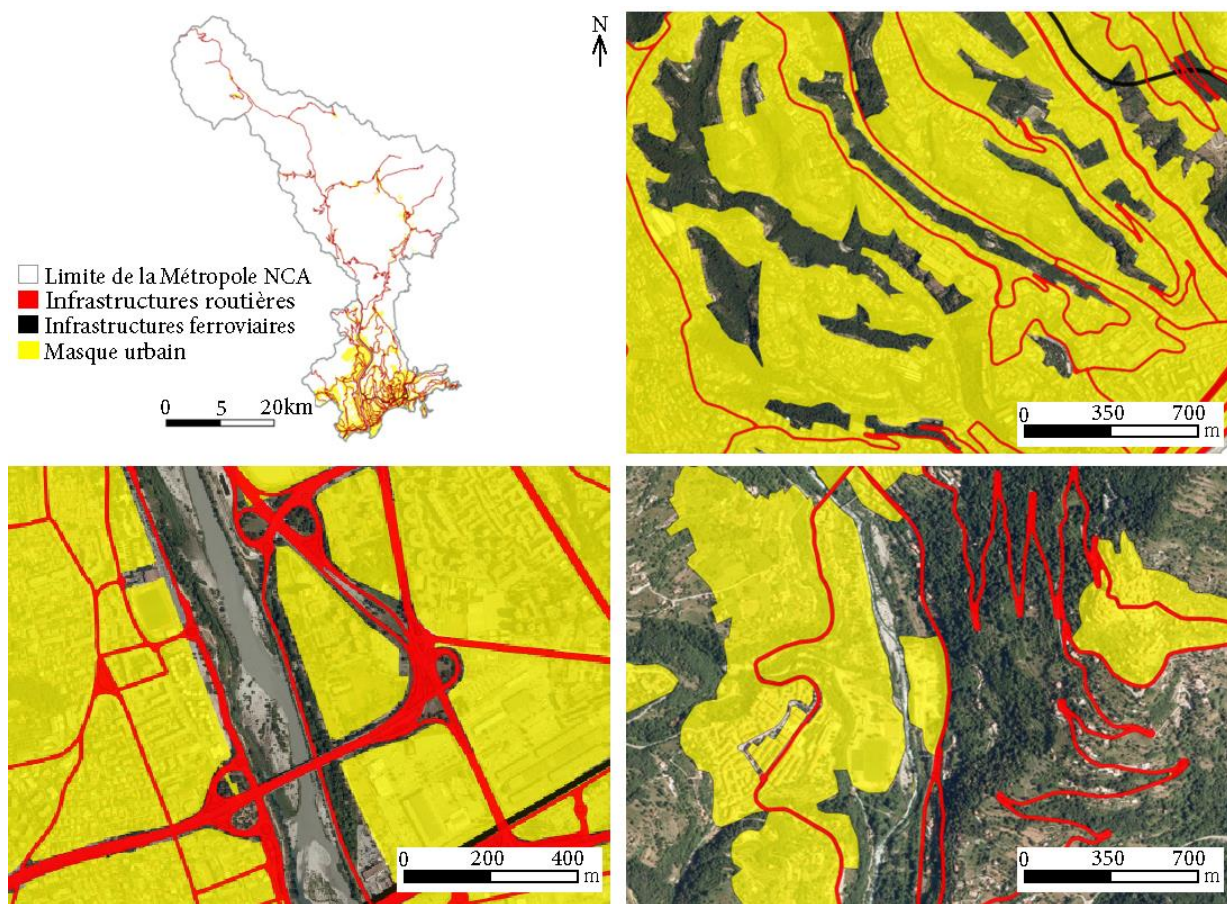 N
Limite de la Métropole NCA
Infrastructures routières
Infrastructures ferroviaires
Masque urbain
0 5 20km
0 350 700
m
0 200 400
m
0 350 700
m